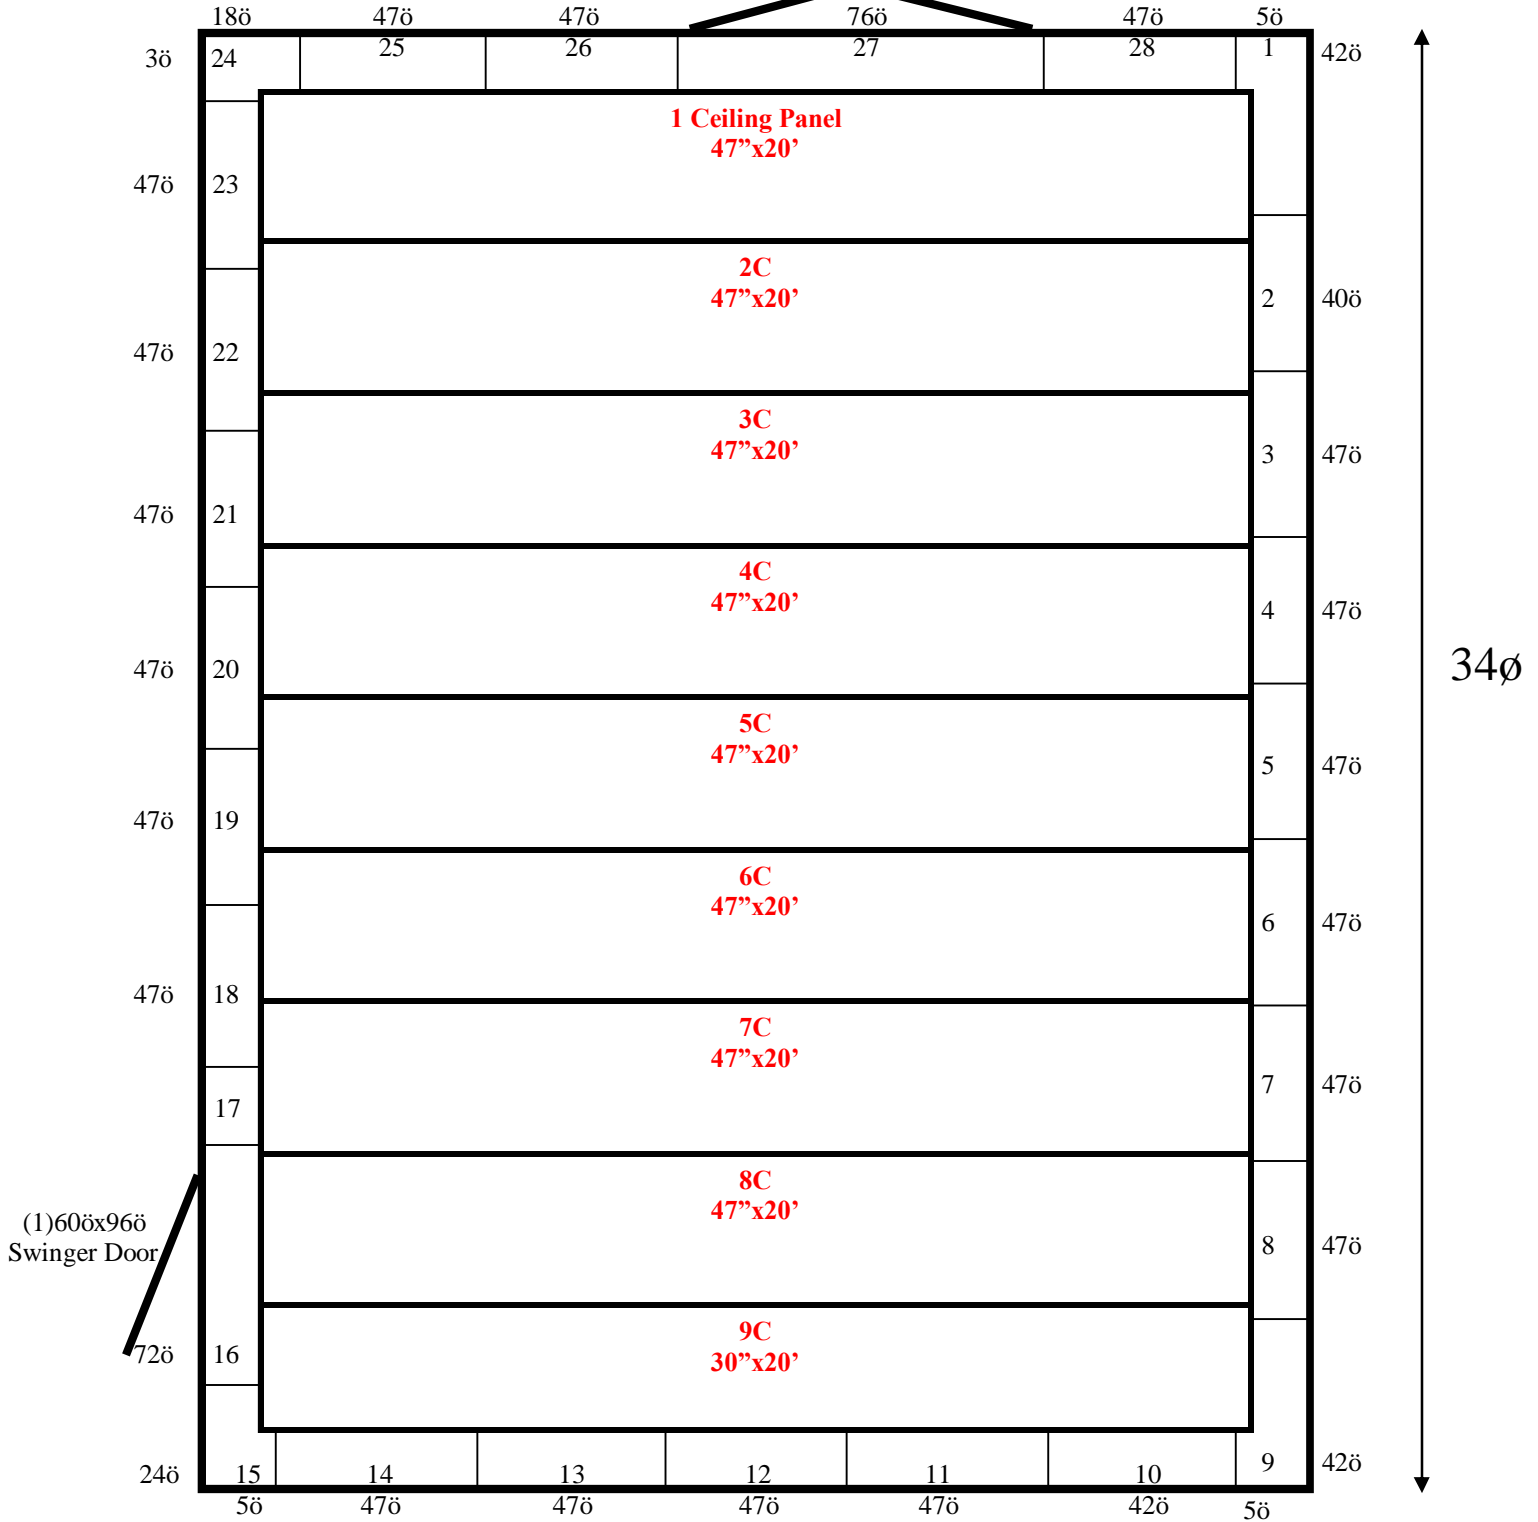 18ö 47ö 47ö 76ö 47ö 5ö
3ö 24 25 26 27 28 1 42ö
1 Ceiling Panel
47”x20’
47ö 23
2C
47”x20’
2 40ö
47ö 22
3C
47”x20’
3 47ö
47ö 21
4C
47”x20’
4 47ö
47ö 20
34ø
5C
47”x20’
5 47ö
47ö 19
6C
47”x20’
6 47ö
47ö 18
7C
47”x20’
7 47ö
17
8C
47”x20’
(1)60öx96ö
Swinger Door
8 47ö
9C
30”x20’
72ö 16
24ö 15 14 13 12 11 10 9 42ö
5ö 47ö 47ö 47ö 47ö 42ö 5ö